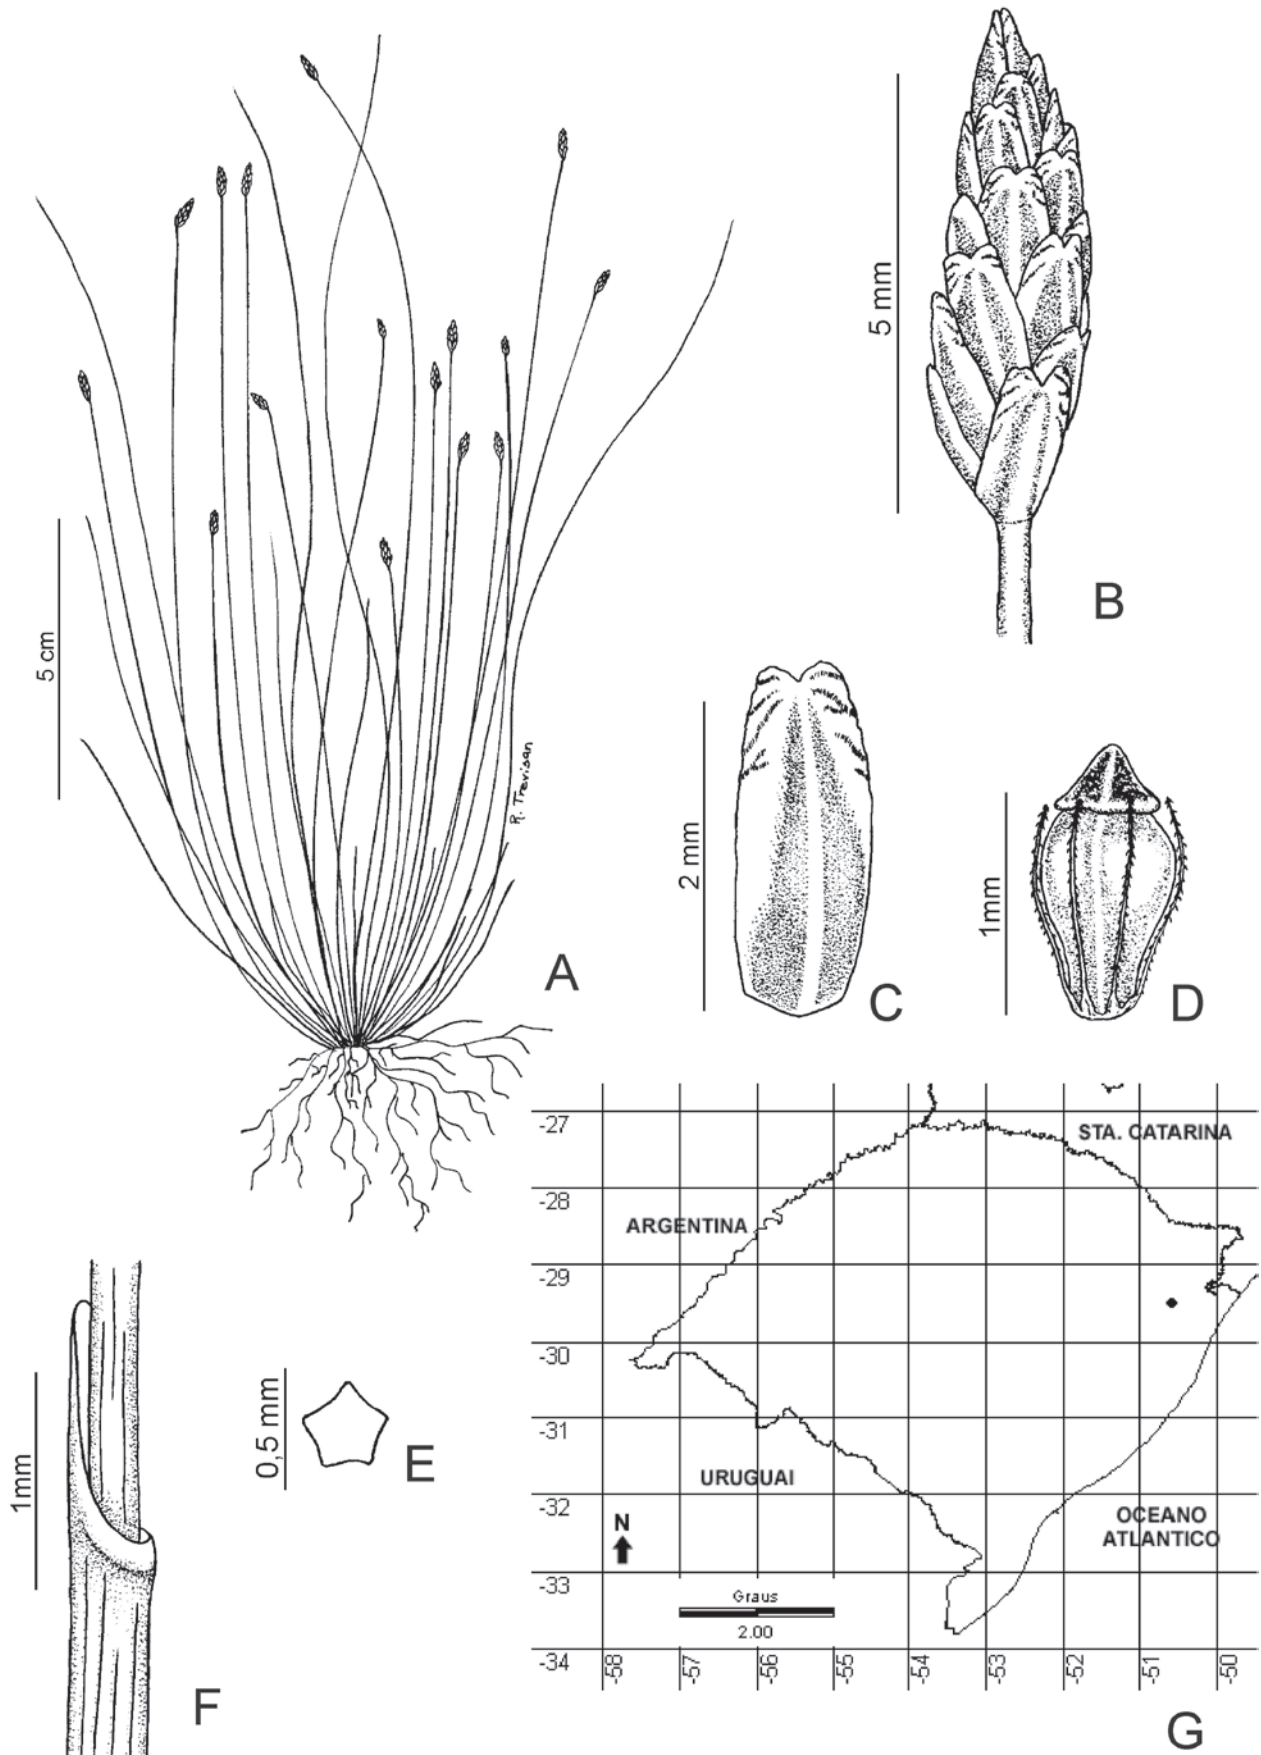 5 cm
R. Trevisan
A
5 mm
B
2 mm
C
1mm
D
0,5 mm
E
1mm
F
-27
-28
-29
-30
-31
-32
-33
-34
STA. CATARINA
ARGENTINA
URUGUAI
OCEANO
ATLANTICO
N
Graus
2.00
-58
-57
-56
-55
-54
-53
-52
-51
-50
G